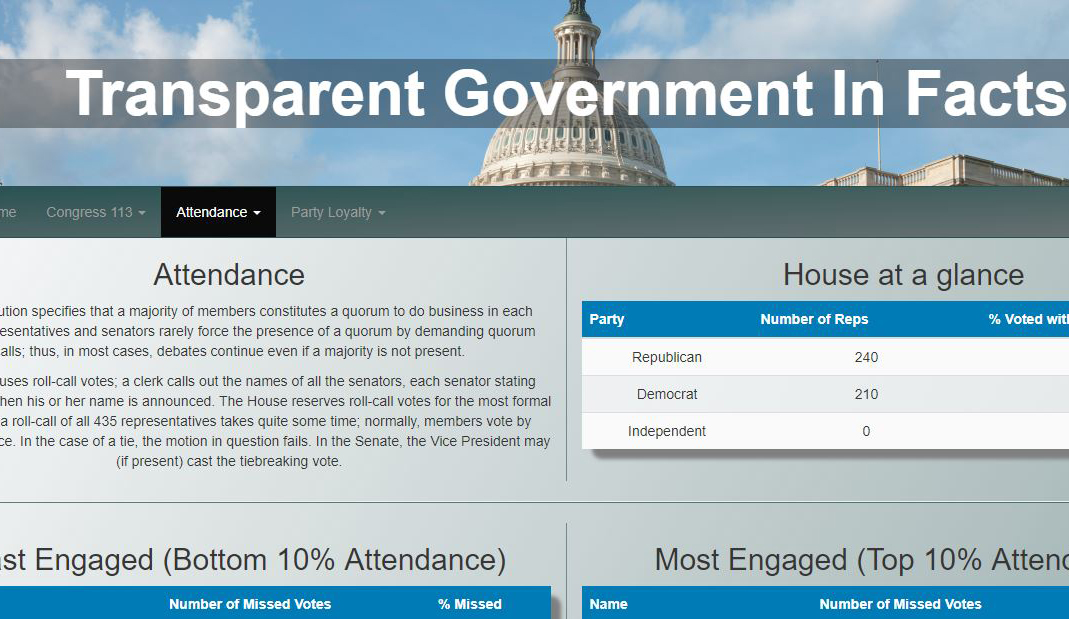 Transparent Government In Facts
me Congress 113 Attendance Party Loyalty
Attendance
ution specifies that a majority of members constitutes a quorum to do business in each
esentatives and senators rarely force the presence of a quorum by demanding quorum
alls; thus, in most cases, debates continue even if a majority is not present.
uses roll-call votes; a clerk calls out the names of all the senators, each senator stating
hen his or her name is announced. The House reserves roll-call votes for the most formal
a roll-call of all 435 representatives takes quite some time; normally, members vote by
ce. In the case of a tie, the motion in question fails. In the Senate, the Vice President may
(if present) cast the tiebreaking vote.
House at a glance
Party Number of Reps % Voted with
Republican 240
Democrat 210
Independent 0
st Engaged (Bottom 10% Attendance)
Number of Missed Votes % Missed
Most Engaged (Top 10% Attend
Name Number of Missed Votes